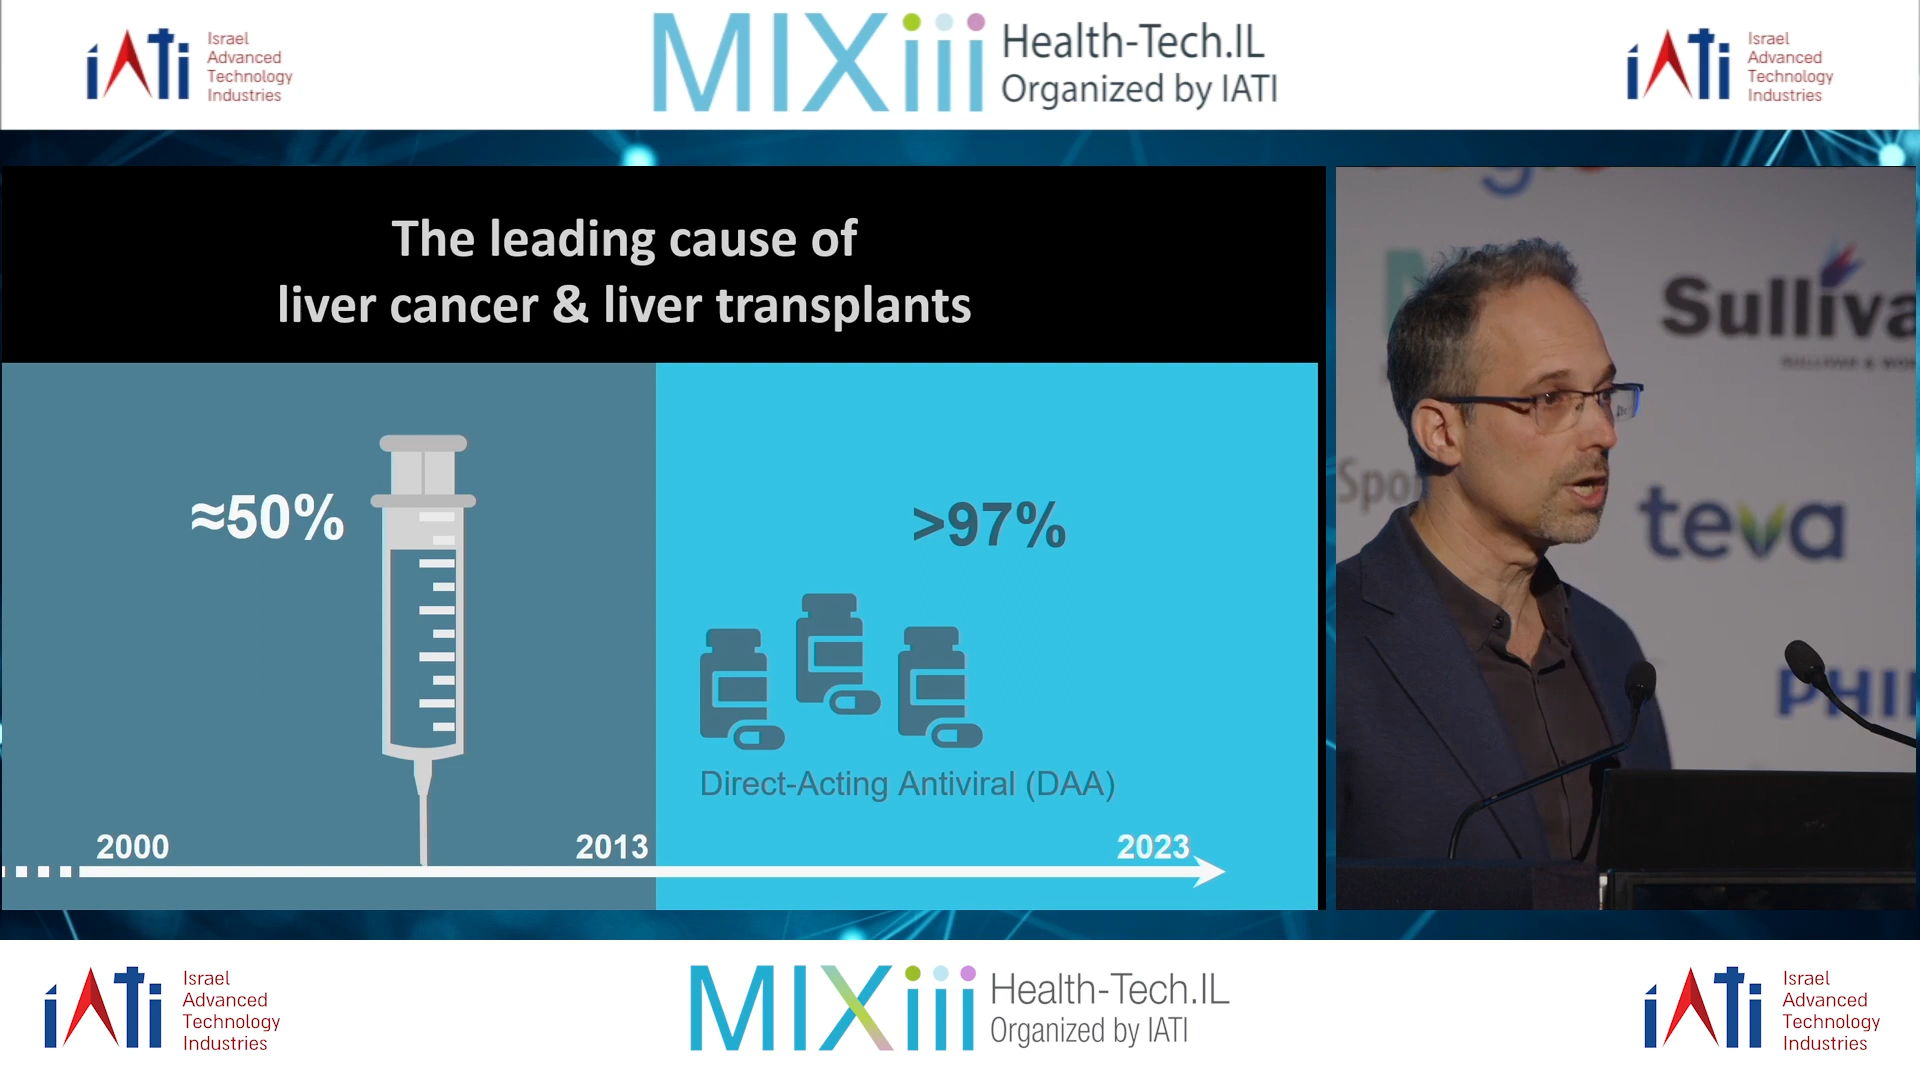 iATi
Israel
Advanced
Technology
Industries
MIXiii
Health-Tech.IL
Organized by IATI
iATi
Israel
Advanced
Technology
Industries
The leading cause of
liver cancer & liver transplants
≈50%
>97%
Direct-Acting Antiviral (DAA)
2000
2013
2023
Sulliva
Spo
teva
PHI
iATi
Israel
Advanced
Technology
Industries
MIXiii
Health-Tech.IL
Organized by IATI
iATi
Israel
Advanced
Technology
Industries